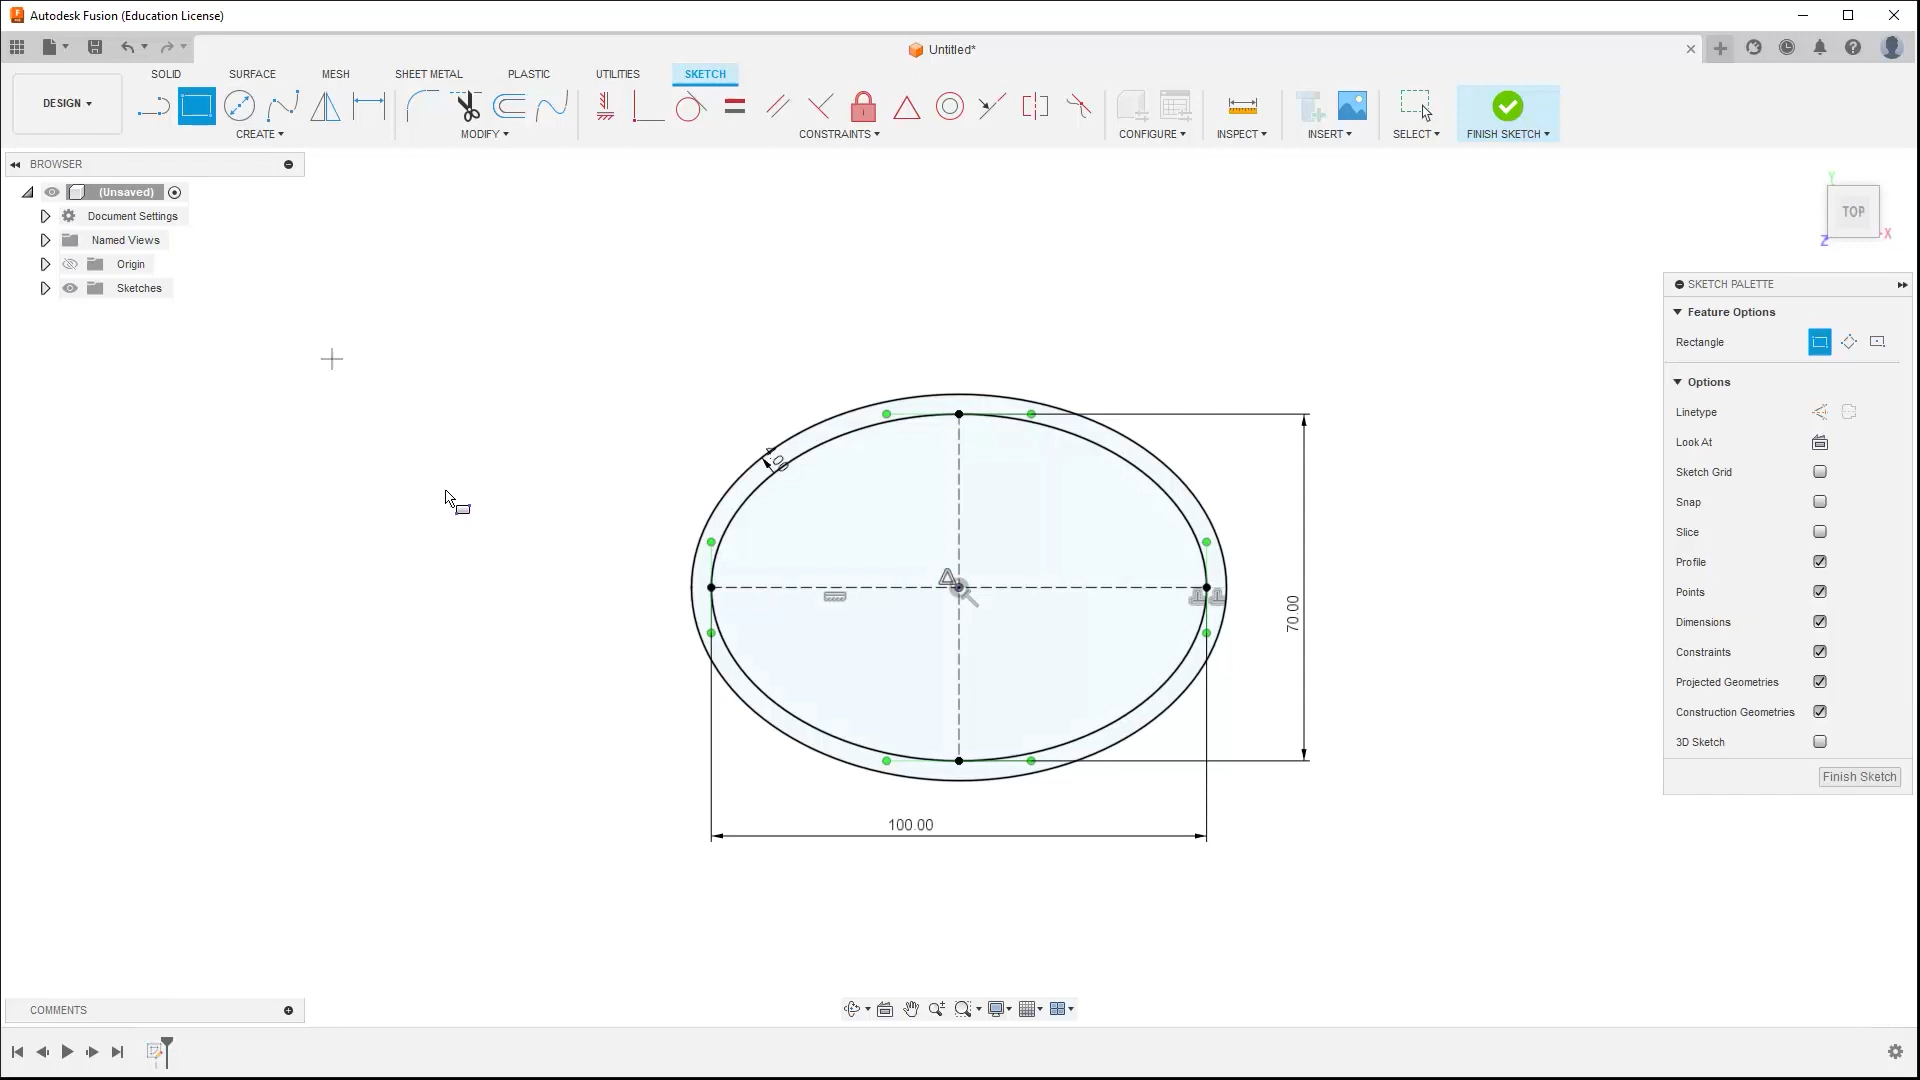 Autodesk Fusion (Education License)
Untitled*
SOLID
SURFACE
MESH
SHEET METAL
PLASTIC
UTILITIES
SKETCH
DESIGN
CREATE
MODIFY
CONSTRAINTS
CONFIGURE
INSPECT
INSERT
SELECT
FINISH SKETCH
BROWSER
(Unsaved)
Document Settings
Named Views
Origin
Sketches
Y
TOP
X
Z
SKETCH PALETTE
Feature Options
Rectangle
Options
Linetype
Look At
Sketch Grid
Snap
Slice
Profile
Points
Dimensions
Constraints
Projected Geometries
Construction Geometries
3D Sketch
Finish Sketch
4.00
70.00
100.00
COMMENTS